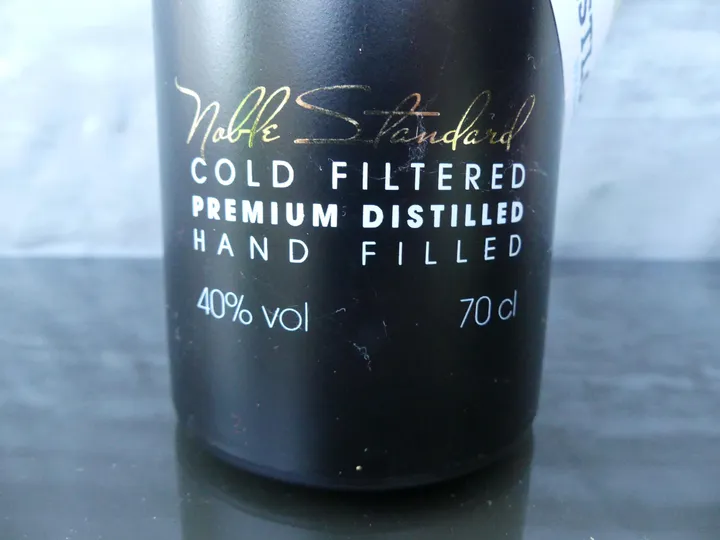 Noble Standard
COLD FILTERED
PREMIUM DISTILLED
HAND FILLED
40% vol 70 cl